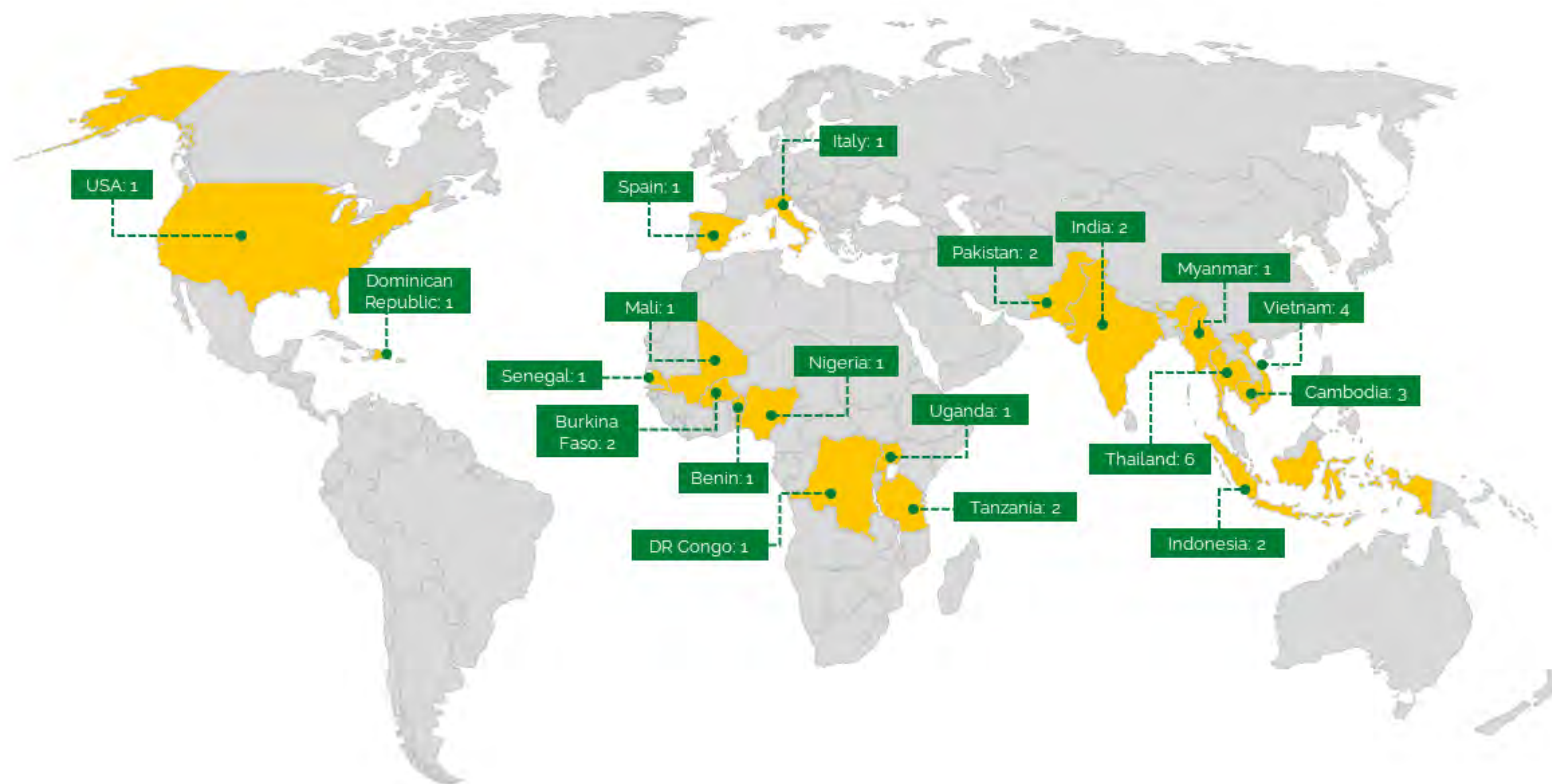 Italy: 1
USA: 1
Spain: 1
India: 2
Pakistan: 2
Myanmar: 1
Dominican
Republic: 1
Mali: 1
Vietnam: 4
Nigeria: 1
Senegal: 1
Cambodia: 3
Uganda: 1
Burkina
Faso: 2
Thailand: 6
Benin: 1
Tanzania: 2
DR Congo: 1
Indonesia: 2